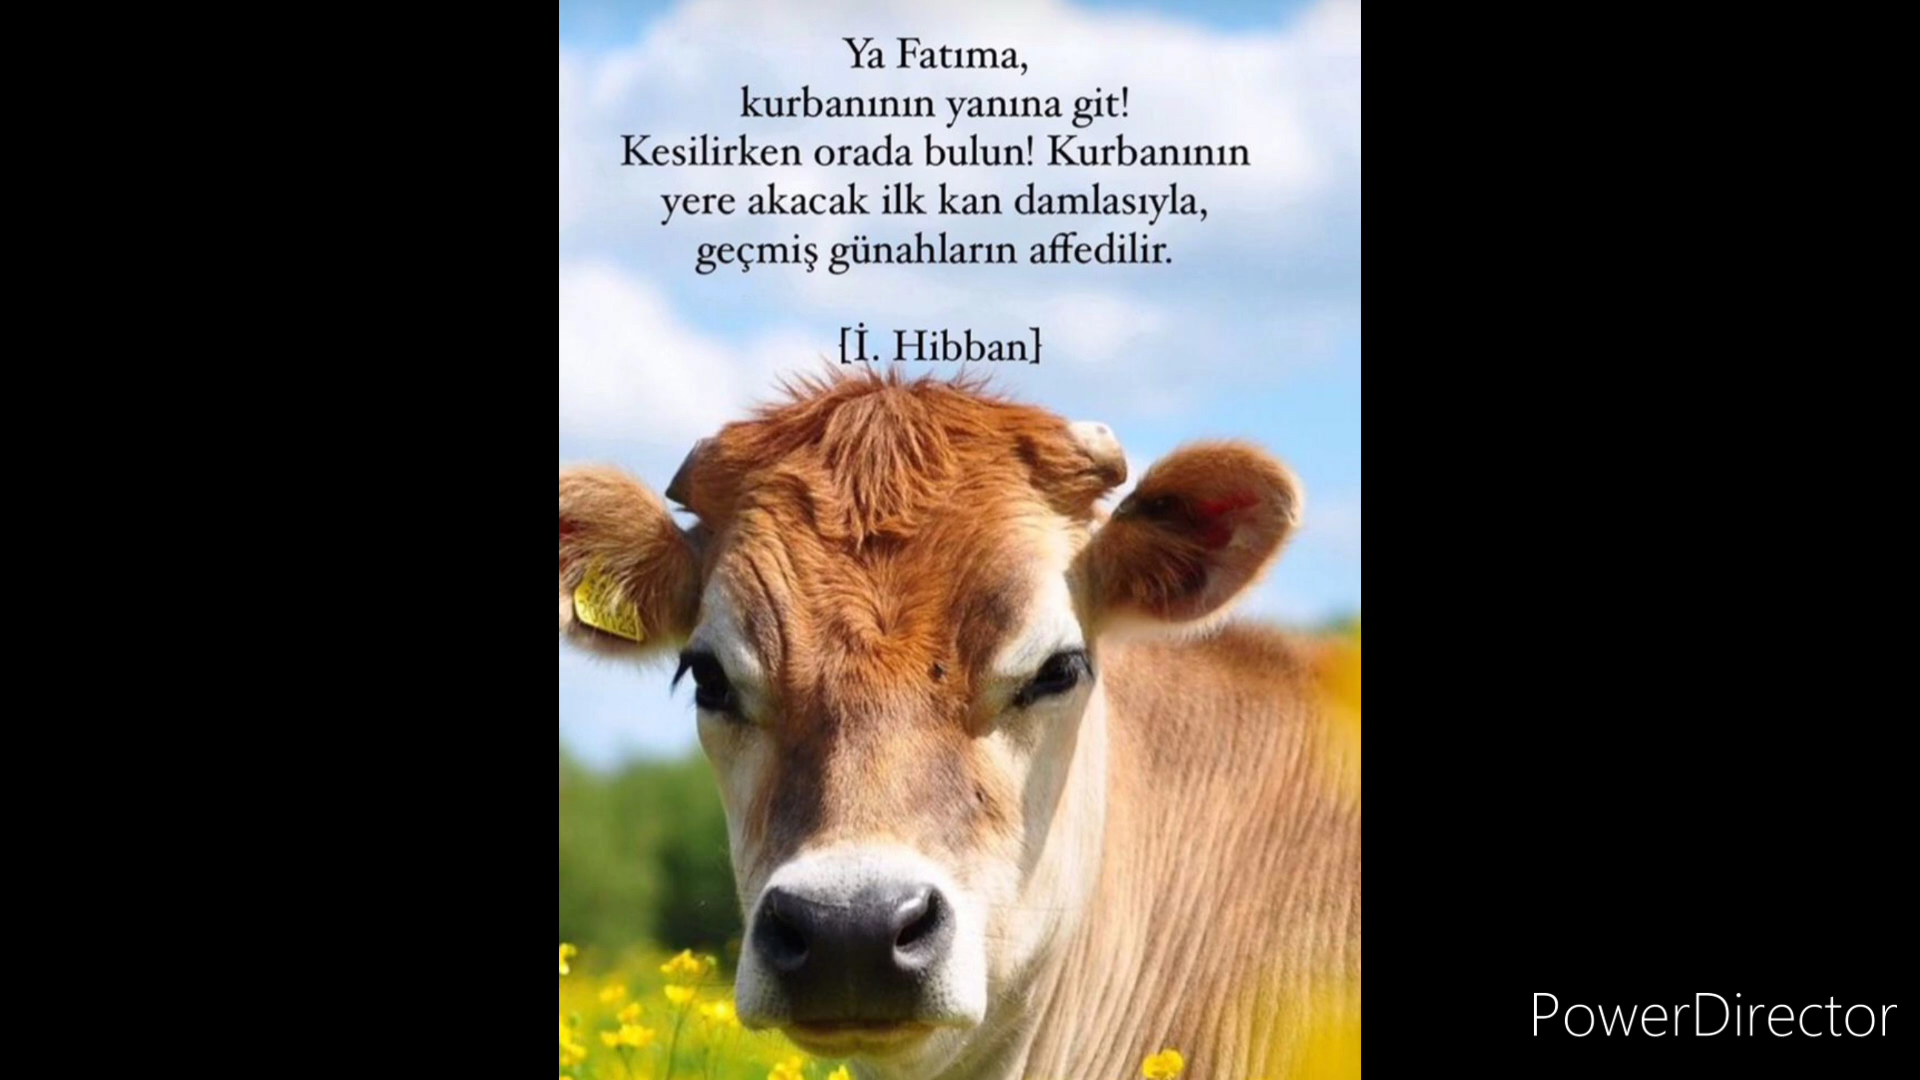 Ya Fatıma,
kurbanının yanına git!
Kesilirken orada bulun! Kurbanının
yere akacak ilk kan damlasıyla,
geçmiş günahların affedilir.
[İ. Hibban]
PowerDirector